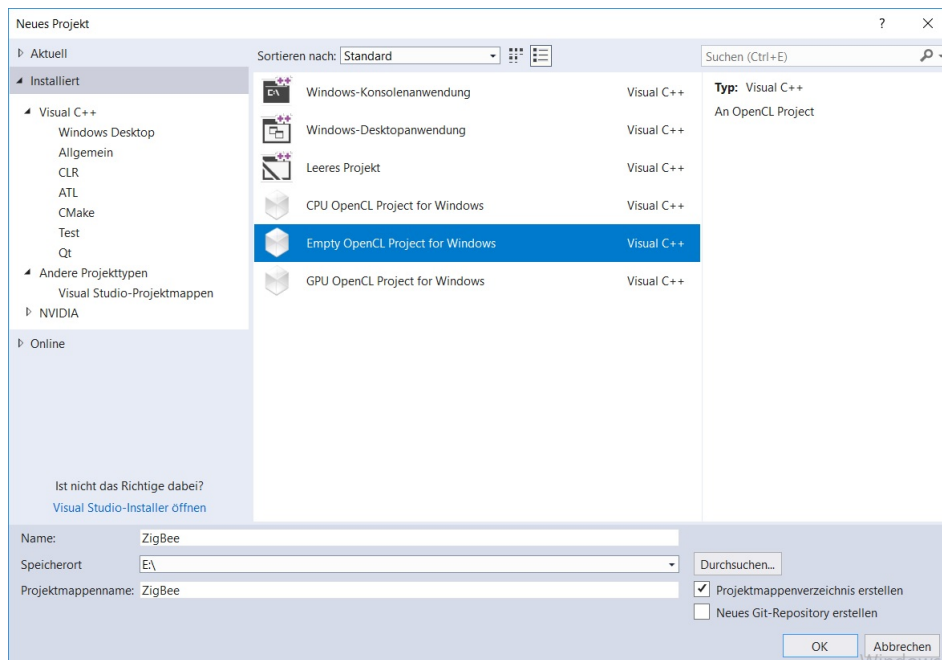 Neues Projekt
?
Aktuell
Installiert
Visual C++
Windows Desktop
Allgemein
CLR
ATL
CMake
Test
Qt
Andere Projekttypen
Visual Studio-Projektmappen
NVIDIA
Online
Ist nicht das Richtige dabei?
Visual Studio-Installer öffnen
Sortieren nach: Standard
Windows-Konsolenanwendung Visual C++
Windows-Desktopanwendung Visual C++
Leeres Projekt Visual C++
CPU OpenCL Project for Windows Visual C++
Empty OpenCL Project for Windows Visual C++
GPU OpenCL Project for Windows Visual C++
Suchen (Ctrl+E)
Typ: Visual C++
An OpenCL Project
Name: ZigBee
Speicherort E:\
Durchsuchen...
Projektmappenname: ZigBee
Projektmappenverzeichnis erstellen
Neues Git-Repository erstellen
OK Abbrechen